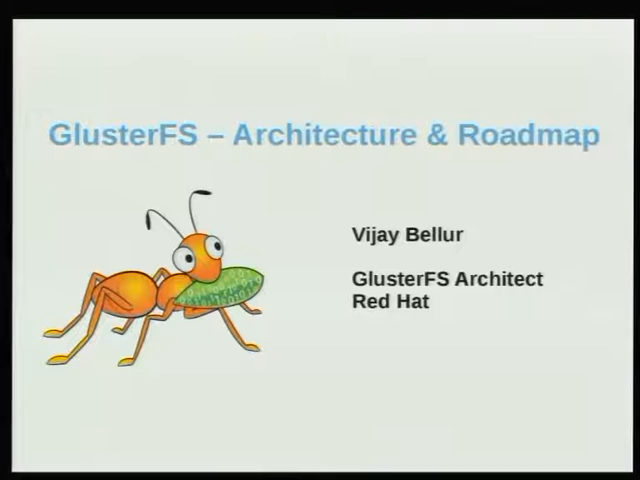 GlusterFS – Architecture & Roadmap
Vijay Bellur
GlusterFS Architect
Red Hat